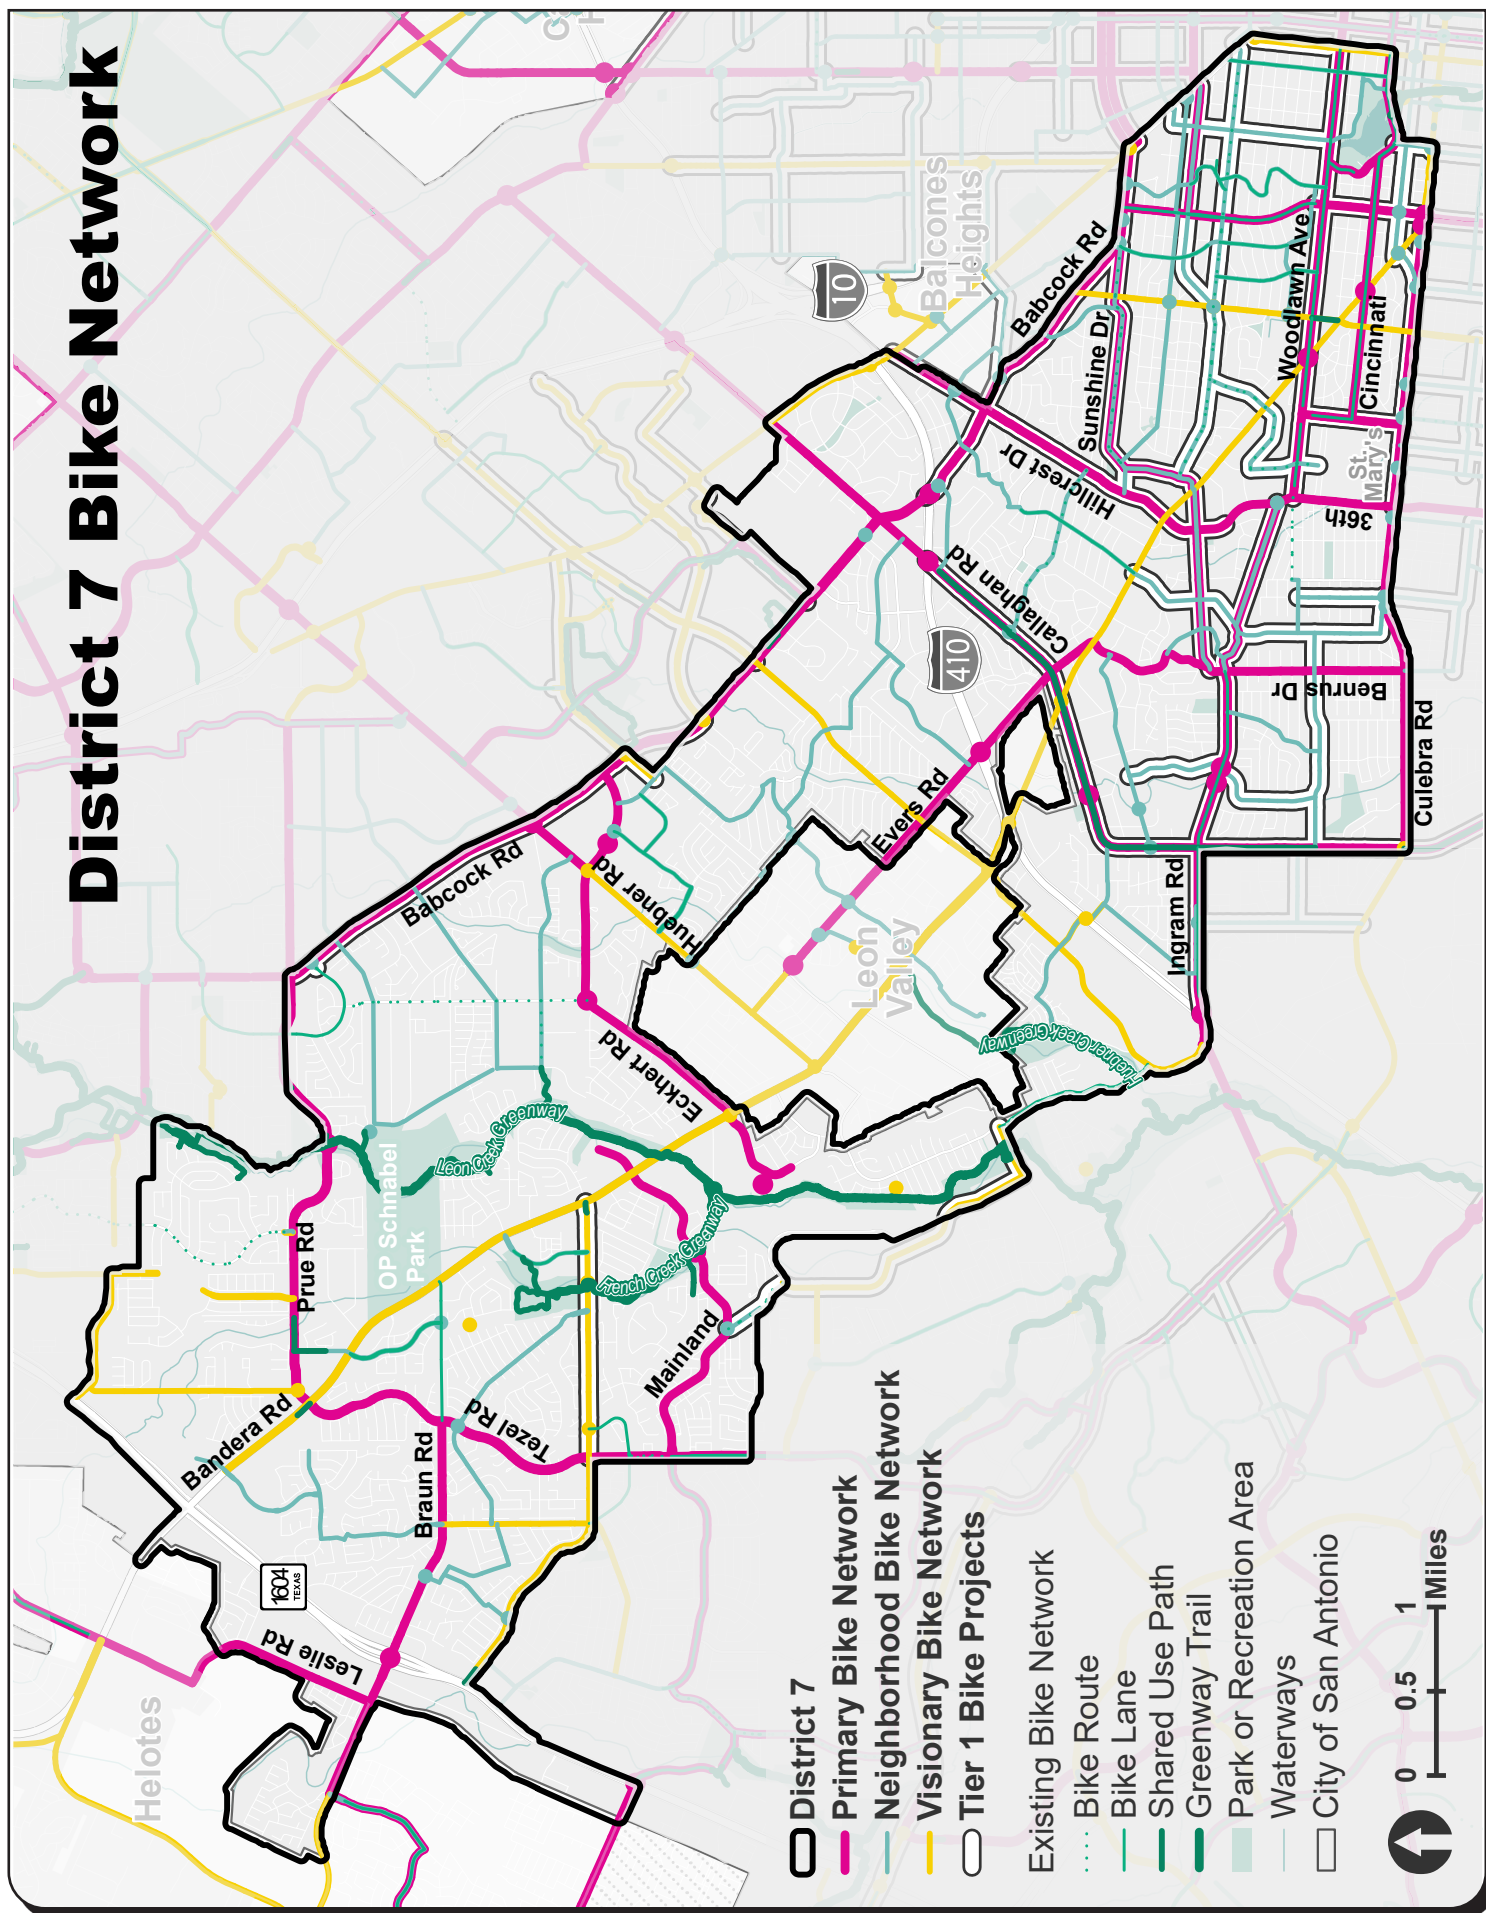 District 7 Bike Network
Helotes
Leslie Rd
1604
TEXAS
Bandera Rd
Braun Rd
Tezel Rd
Prue Rd
OP Schnabel
Park
Leon Creek Greenway
French Creek Greenway
Mainland
Eckhert Rd
Babcock Rd
Huebner Rd
Leon
Valley
Huebner Creek Greenway
Evers Rd
Ingram Rd
410
Callaghan Rd
Culebra Rd
Benrus Dr
36th
St.
Mary's
Hillcrest Dr
Sunshine Dr
Babcock Rd
Balcones
Heights
10
Woodlawn Ave
Cincinnati
District 7
Primary Bike Network
Neighborhood Bike Network
Visionary Bike Network
Tier 1 Bike Projects
Existing Bike Network
Bike Route
Bike Lane
Shared Use Path
Greenway Trail
Park or Recreation Area
Waterways
City of San Antonio
0 0.5 1
Miles